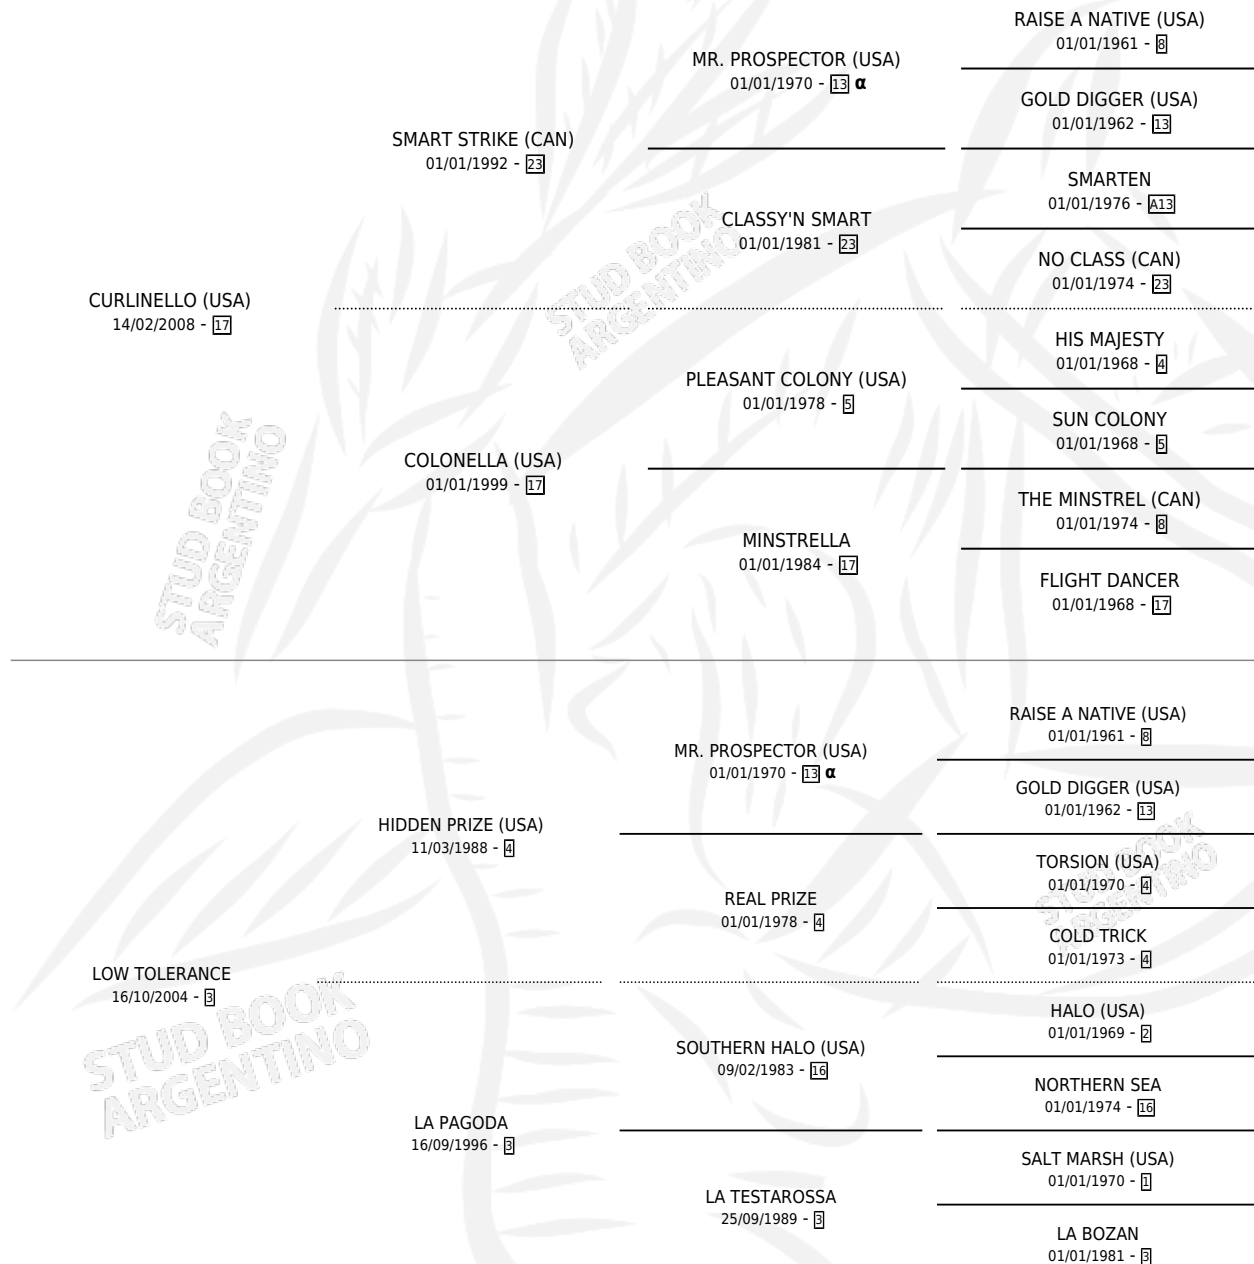 RAISE A NATIVE (USA)
01/01/1961 - 8
MR. PROSPECTOR (USA)
01/01/1970 - 13 α
GOLD DIGGER (USA)
01/01/1962 - 13
SMART STRIKE (CAN)
01/01/1992 - 23
SMARTEN
01/01/1976 - A13
CLASSY'N SMART
01/01/1981 - 23
NO CLASS (CAN)
01/01/1974 - 23
CURLINELLO (USA)
14/02/2008 - 17
HIS MAJESTY
01/01/1968 - 4
PLEASANT COLONY (USA)
01/01/1978 - 5
SUN COLONY
01/01/1968 - 5
COLONELLA (USA)
01/01/1999 - 17
THE MINSTREL (CAN)
01/01/1974 - 8
MINSTRELLA
01/01/1984 - 17
FLIGHT DANCER
01/01/1968 - 17
RAISE A NATIVE (USA)
01/01/1961 - 8
MR. PROSPECTOR (USA)
01/01/1970 - 13 α
GOLD DIGGER (USA)
01/01/1962 - 13
HIDDEN PRIZE (USA)
11/03/1988 - 4
TORSION (USA)
01/01/1970 - 4
REAL PRIZE
01/01/1978 - 4
COLD TRICK
01/01/1973 - 4
LOW TOLERANCE
16/10/2004 - 3
HALO (USA)
01/01/1969 - 2
SOUTHERN HALO (USA)
09/02/1983 - 16
NORTHERN SEA
01/01/1974 - 16
LA PAGODA
16/09/1996 - 3
SALT MARSH (USA)
01/01/1970 - 1
LA TESTAROSSA
25/09/1989 - 3
LA BOZAN
01/01/1981 - 3
STUD BOOK
ARGENTINO
STUD BOOK
ARGENTINO
STUD BOOK
ARGENTINO
STUD BOOK
ARGENTINO